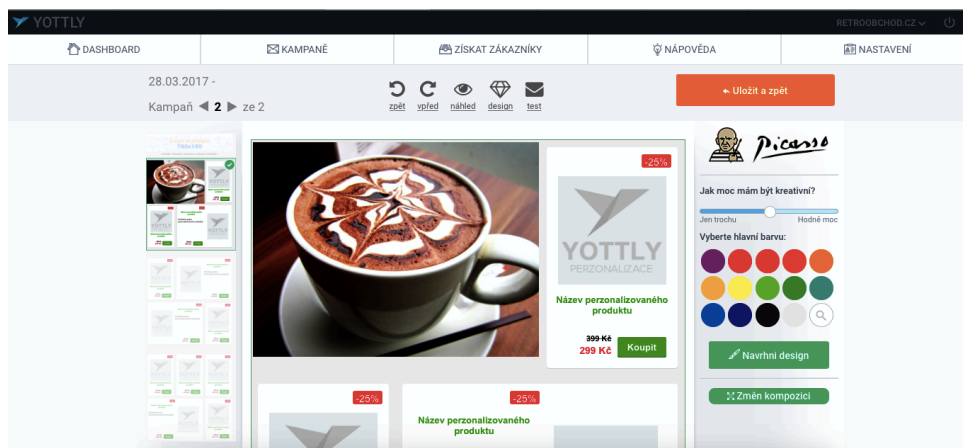 YOTTLY
RETROOBCHOD.CZ
DASHBOARD
KAMPANĚ
ZÍSKAT ZÁKAZNÍKY
NÁPOVĚDA
NASTAVENÍ
28.03.2017 -
Kampaň ◀ 2 ▶ ze 2
zpět
vpřed
náhled
design
test
Uložit a zpět
-25%
YOTTLY
PERZONALIZACE
Název perzonalizovaného
produktu
399 Kč
299 Kč
Koupit
-25%
-25%
Název perzonalizovaného
produktu
Picasso
Jak moc mám být kreativní?
Jen trochu
Hodně moc
Vyberte hlavní barvu:
Navrhni design
Změn kompozici